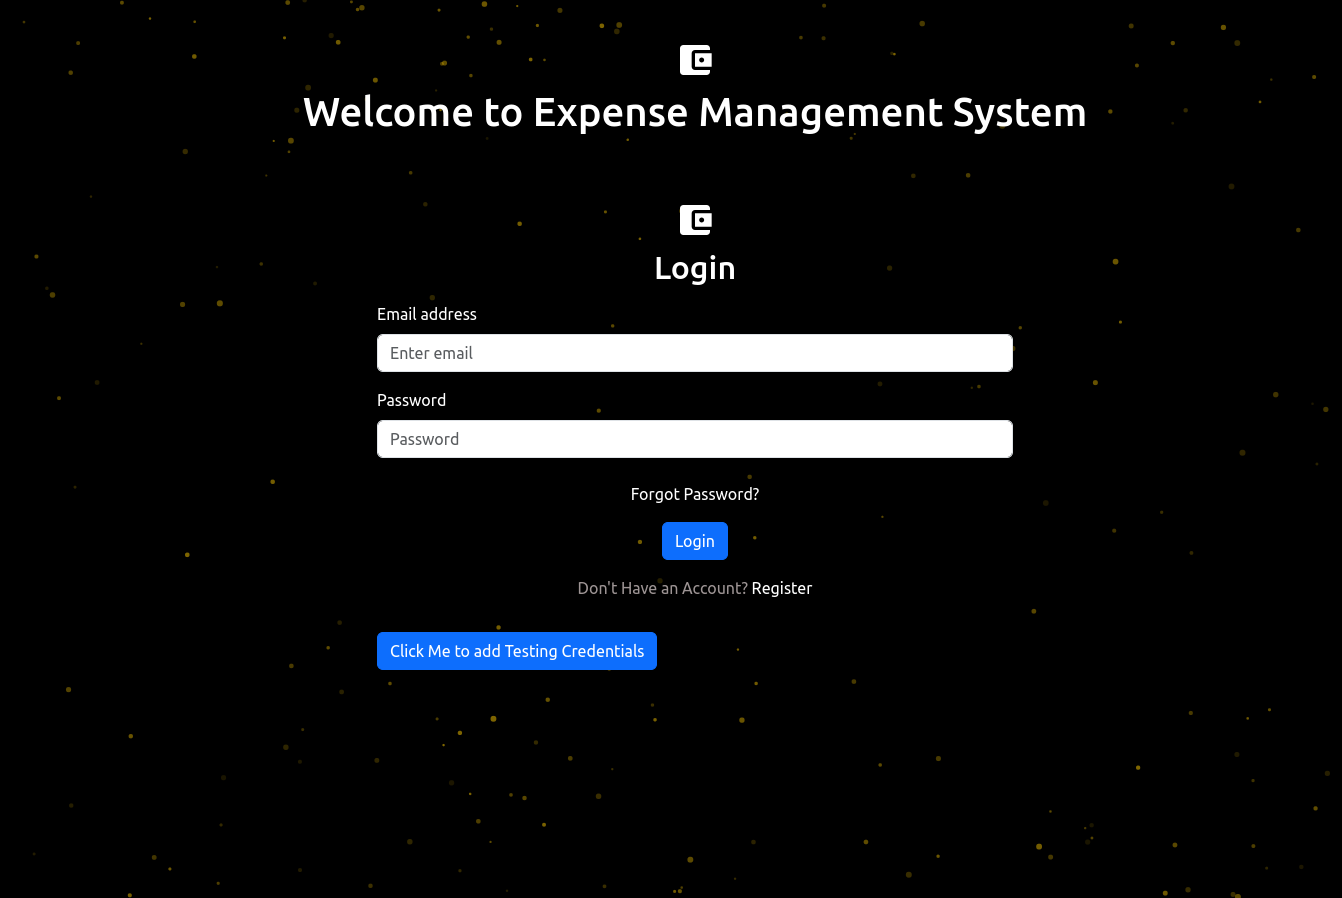 Welcome to Expense Management System
Login
Email address
Enter email
Password
Password
Forgot Password?
Login
Don't Have an Account? Register
Click Me to add Testing Credentials